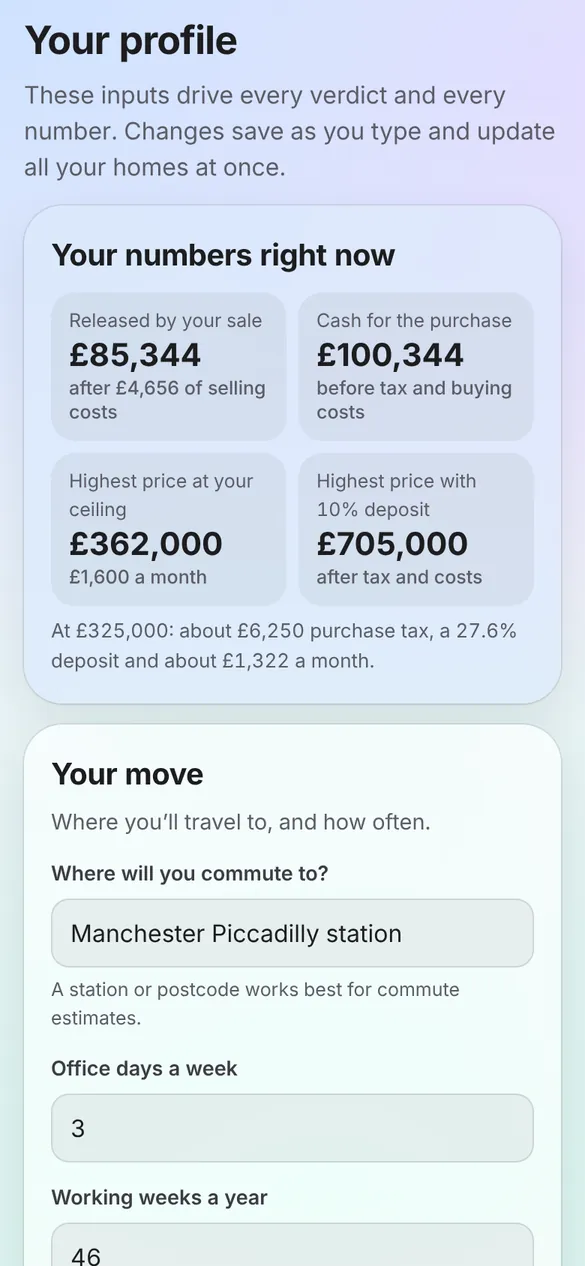 Your profile
These inputs drive every verdict and every
number. Changes save as you type and update
all your homes at once.
Your numbers right now
Released by your sale
£85,344
after £4,656 of selling
costs
Cash for the purchase
£100,344
before tax and buying
costs
Highest price at your
ceiling
£362,000
£1,600 a month
Highest price with
10% deposit
£705,000
after tax and costs
At £325,000: about £6,250 purchase tax, a 27.6%
deposit and about £1,322 a month.
Your move
Where you’ll travel to, and how often.
Where will you commute to?
Manchester Piccadilly station
A station or postcode works best for commute
estimates.
Office days a week
3
Working weeks a year
46